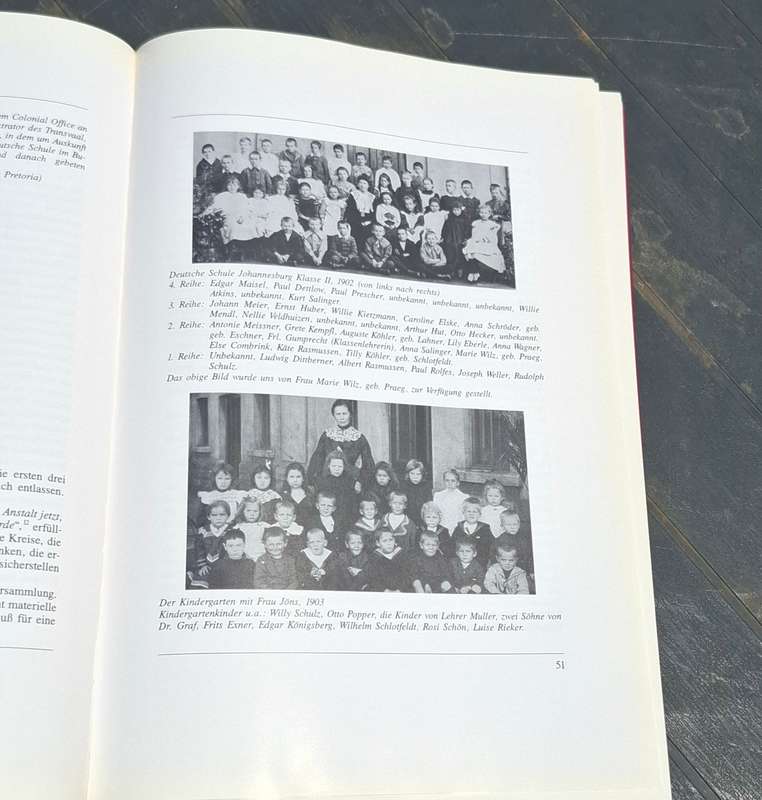 m Colonial Office an
trator des Transvaal,
, in dem um Auskunft
utsche Schule im Bu-
nd danach gebeten
Pretoria)
ie ersten drei
ch entlassen.
Anstalt jetzt,
rde“,¹² erfüll-
e Kreise, die
nken, die er-
sicherstellen
ersammlung.
t materielle
uß für eine
Deutsche Schule Johannesburg Klasse II, 1902 (von links nach rechts)
4. Reihe: Edgar Maisel, Paul Dettlow, Paul Prescher, unbekannt, unbekannt, unbekannt, Willie
Atkins, unbekannt, Kurt Salinger.
3. Reihe: Johann Meier, Ernst Huber, Willie Kietzmann, Caroline Elske, Anna Schröder, geb.
Mendl, Nellie Veldhuizen, unbekannt, unbekannt, Arthur Hut, Otto Hecker, unbekannt.
2. Reihe: Antonie Meissner, Grete Kempfl, Auguste Köhler, geb. Lahner, Lily Eberle, Anna Wagner,
geb. Eschner, Frl. Gumprecht (Klassenlehrerin), Anna Salinger, Marie Wilz, geb. Praeg,
Else Combrink, Käte Rasmussen, Tilly Köhler, geb. Schlotfeldt.
1. Reihe: Unbekannt, Ludwig Dittberner, Albert Rasmussen, Paul Rolfes, Joseph Weller, Rudolph
Schulz.
Das obige Bild wurde uns von Frau Marie Wilz, geb. Praeg, zur Verfügung gestellt.
Der Kindergarten mit Frau Jöns, 1903
Kindergartenkinder u.a.: Willy Schulz, Otto Popper, die Kinder von Lehrer Muller, zwei Söhne von
Dr. Graf, Frits Exner, Edgar Königsberg, Wilhelm Schlotfeldt, Rosi Schön, Luise Rieker.
51